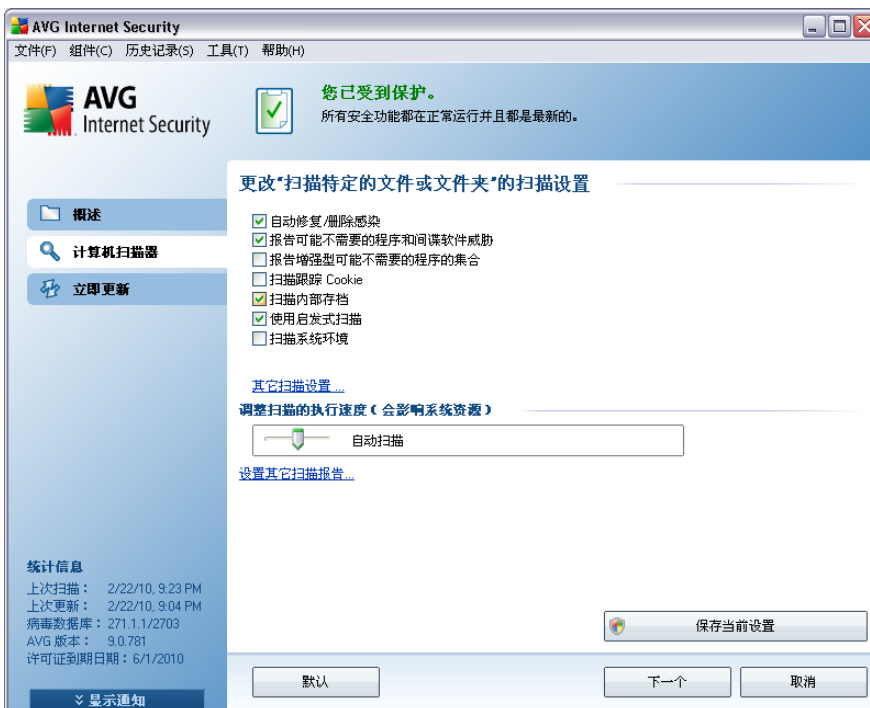 AVG Internet Security
文件(F) 组件(C) 历史记录(S) 工具(T) 帮助(H)
AVG
Internet Security
您已受到保护。
所有安全功能都在正常运行并且都是最新的。
概述
计算机扫描器
立即更新
更改“扫描特定的文件或文件夹”的扫描设置
自动修复/删除感染
报告可能不需要的程序和间谍软件威胁
报告增强型可能不需要的程序的集合
扫描跟踪 Cookie
扫描内部存档
使用启发式扫描
扫描系统环境
其它扫描设置 ...
调整扫描的执行速度（会影响系统资源）
自动扫描
设置其它扫描报告...
统计信息
上次扫描： 2/22/10, 9:23 PM
上次更新： 2/22/10, 9:04 PM
病毒数据库：271.1.1/2703
AVG 版本： 9.0.781
许可证到期日期：6/1/2010
显示通知
保存当前设置
默认
下一个
取消